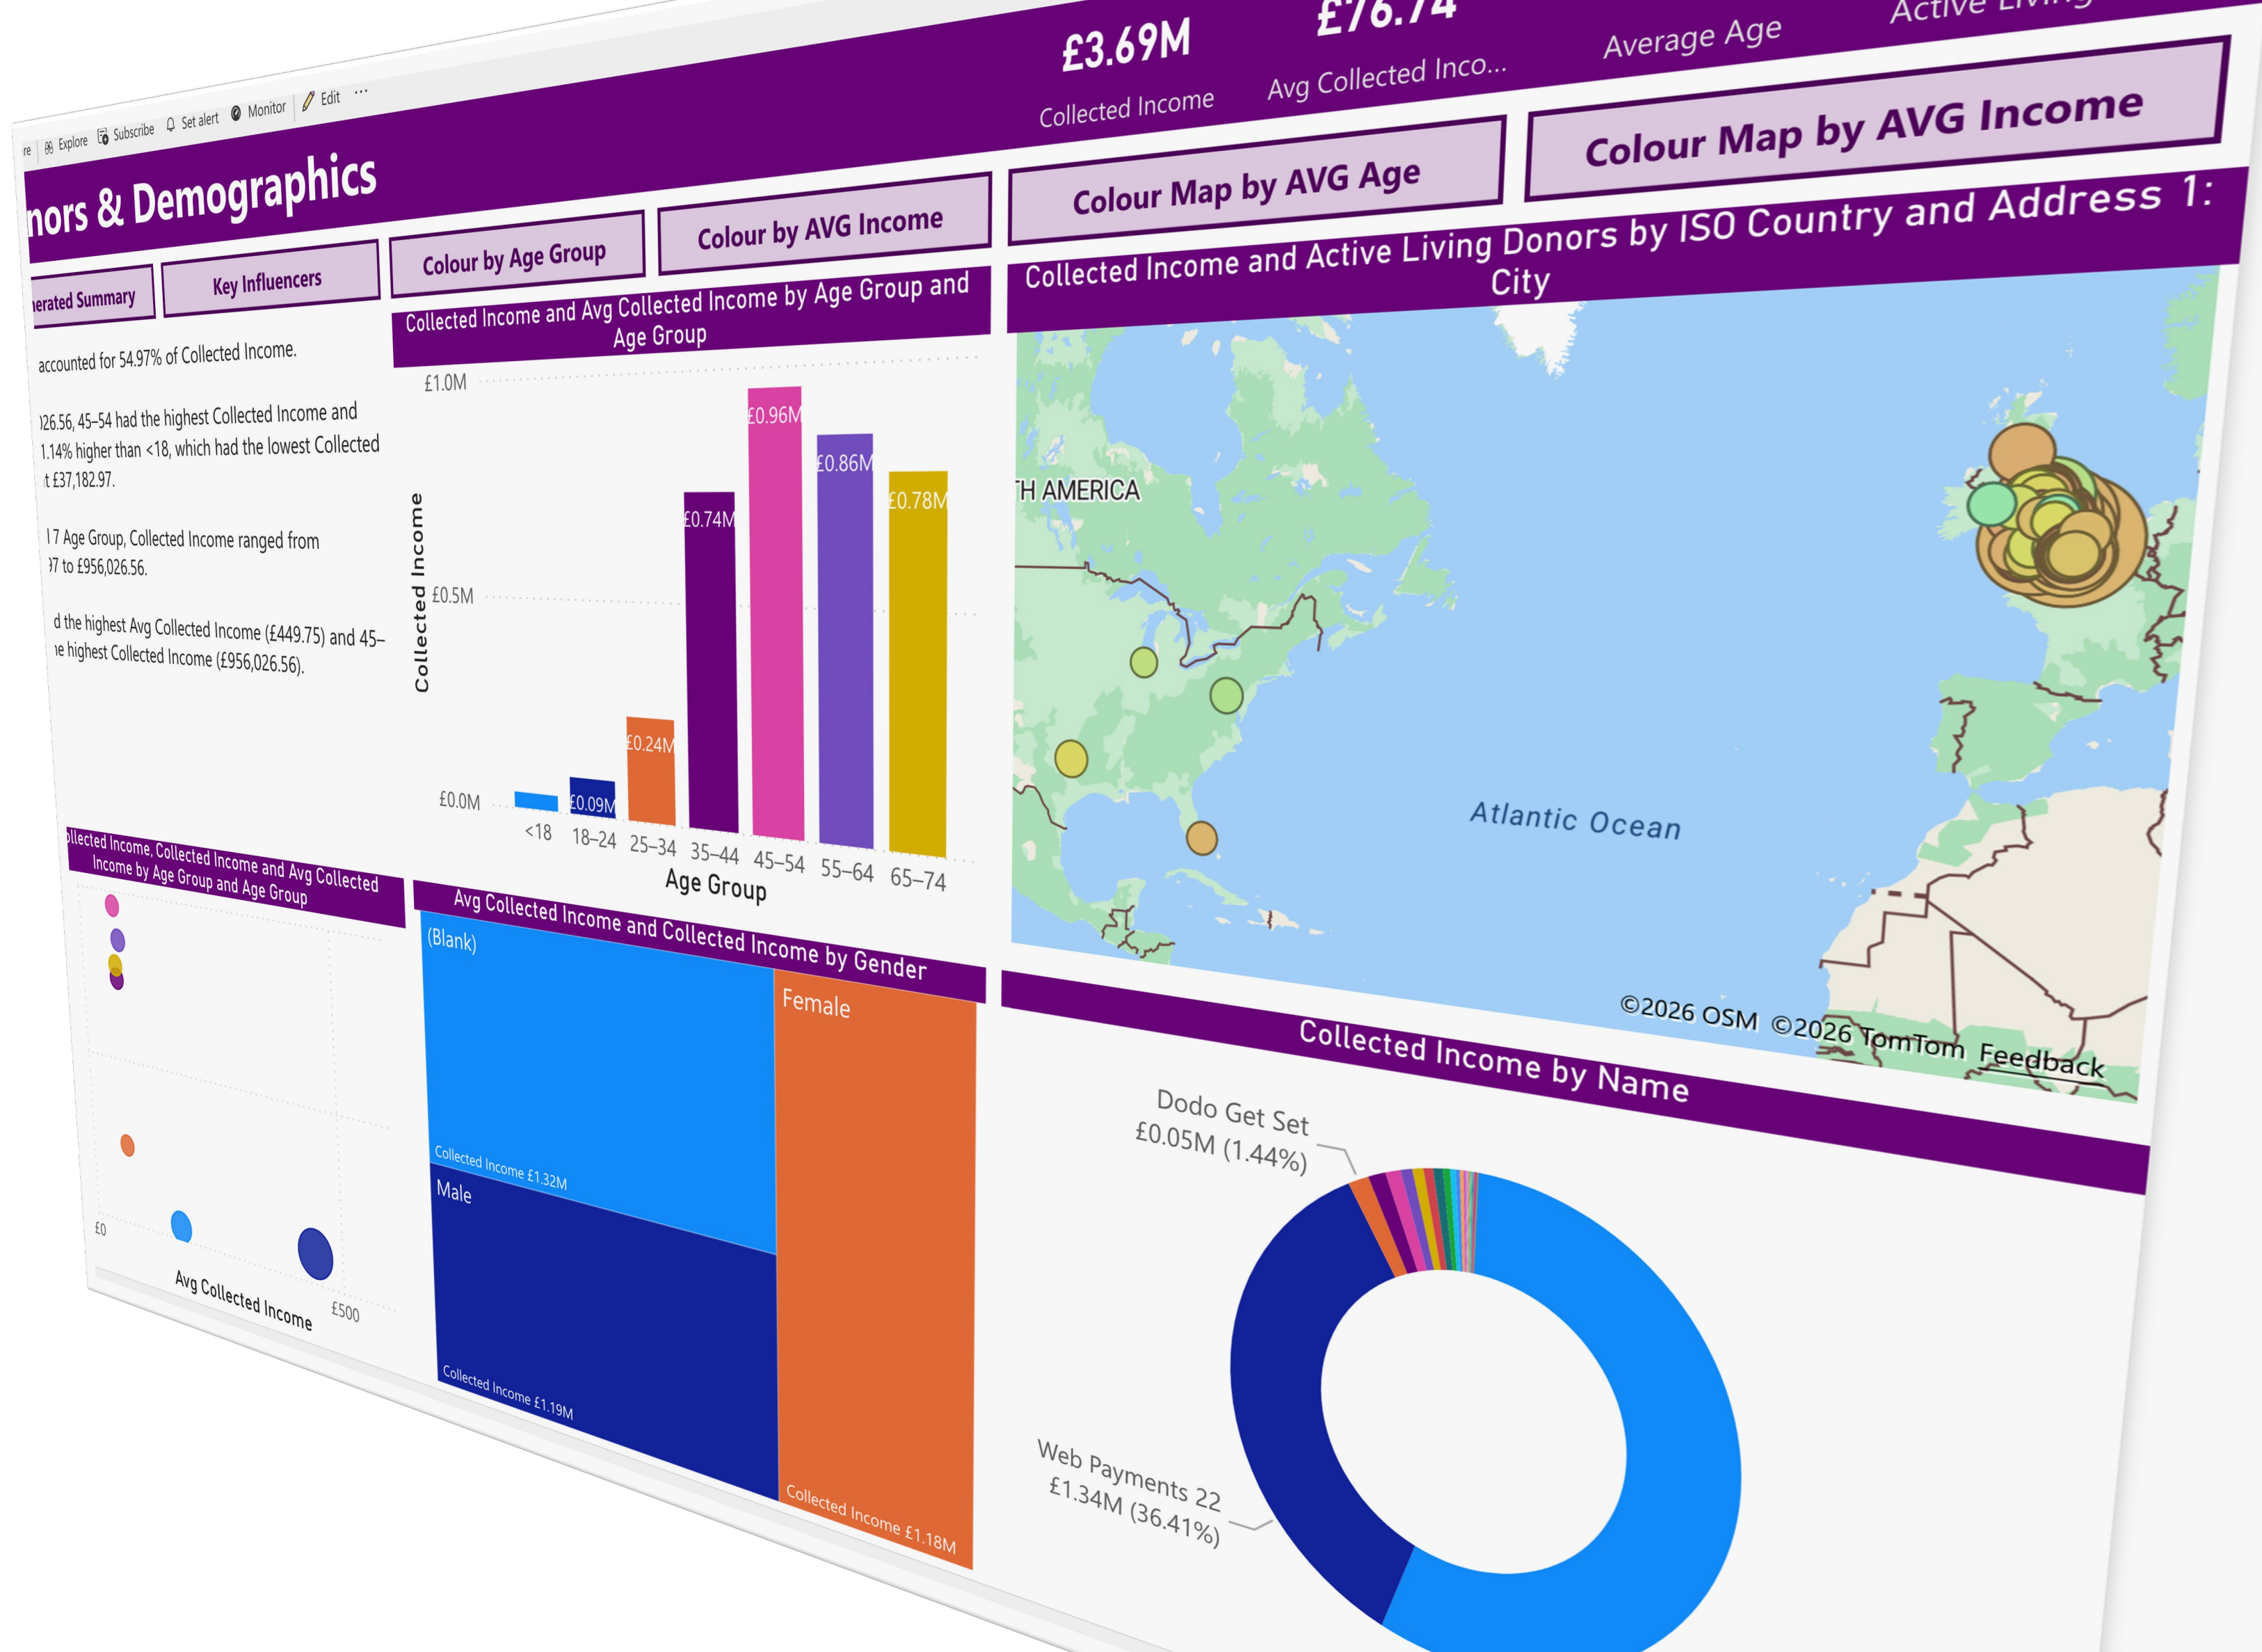 Explore
Subscribe
Set alert
Monitor
Edit
...
£3.69M
Collected Income
£76.74
Avg Collected Inco...
Average Age
Active Living
& Demographics
Summary
Key Influencers
Colour by Age Group
Colour by AVG Income
Colour Map by AVG Age
Colour Map by AVG Income
accounted for 54.97% of Collected Income.
45–54 had the highest Collected Income and
higher than <18, which had the lowest Collected
£37,182.97.
7 Age Group, Collected Income ranged from
to £956,026.56.
the highest Avg Collected Income (£449.75) and 45–
highest Collected Income (£956,026.56).
Collected Income and Avg Collected Income by Age Group and
Age Group
£1.0M
£0.5M
£0.0M
Collected Income
£0.09M
£0.24M
£0.74M
£0.96M
£0.86M
£0.78M
<18
18–24
25–34
35–44
45–54
55–64
65–74
Age Group
Collected Income and Active Living Donors by ISO Country and Address 1:
City
AMERICA
Atlantic Ocean
©2026 OSM ©2026 TomTom Feedback
Income, Collected Income and Avg Collected
Income by Age Group and Age Group
£0
£500
Avg Collected Income
Avg Collected Income and Collected Income by Gender
(Blank)
Collected Income £1.32M
Male
Collected Income £1.19M
Female
Collected Income £1.18M
Collected Income by Name
Dodo Get Set
£0.05M (1.44%)
Web Payments 22
£1.34M (36.41%)